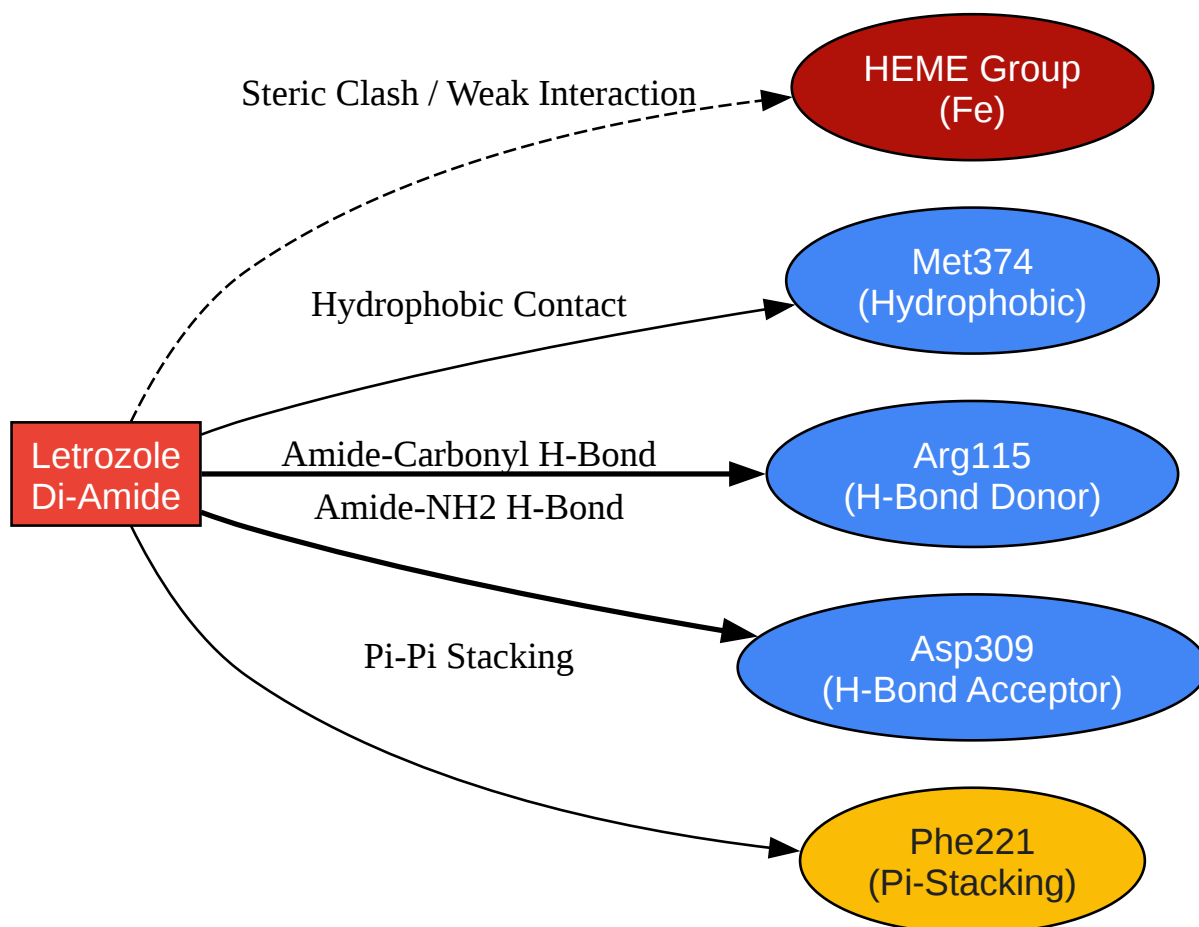 HEME Group
(Fe)
Steric Clash / Weak Interaction
Met374
(Hydrophobic)
Hydrophobic Contact
Letrozole
Di-Amide
Amide-Carbonyl H-Bond
Arg115
(H-Bond Donor)
Amide-NH2 H-Bond
Asp309
(H-Bond Acceptor)
Pi-Pi Stacking
Phe221
(Pi-Stacking)